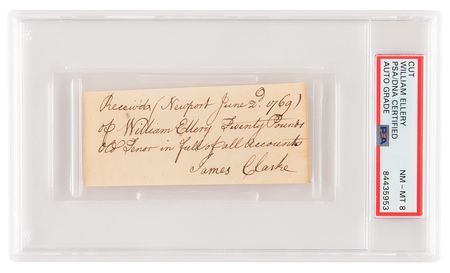 Received (Newport June 2d. 1769)
of William Ellery Twenty Pounds
Old Tenor in full of all Accounts
James Clarke
CUT
WILLIAM ELLERY
PSA/DNA CERTIFIED
AUTO GRADE
PSA
NM-MT 8
84435953